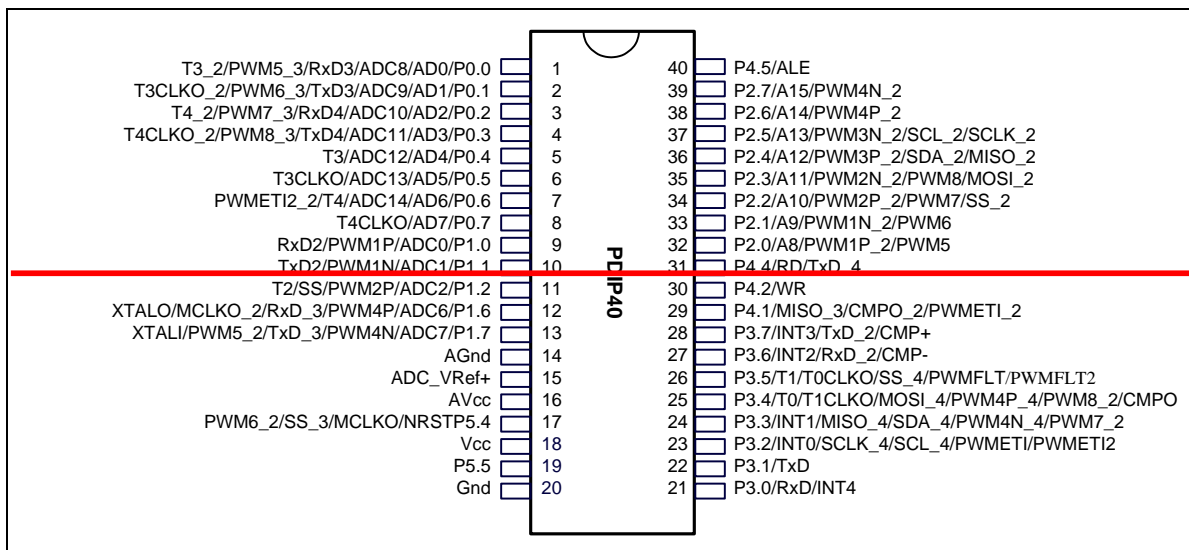 T3_2/PWM5_3/RxD3/ADC8/AD0/P0.0 1 40 P4.5/ALE
T3CLKO_2/PWM6_3/TxD3/ADC9/AD1/P0.1 2 39 P2.7/A15/PWM4N_2
T4_2/PWM7_3/RxD4/ADC10/AD2/P0.2 3 38 P2.6/A14/PWM4P_2
T4CLKO_2/PWM8_3/TxD4/ADC11/AD3/P0.3 4 37 P2.5/A13/PWM3N_2/SCL_2/SCLK_2
T3/ADC12/AD4/P0.4 5 36 P2.4/A12/PWM3P_2/SDA_2/MISO_2
T3CLKO/ADC13/AD5/P0.5 6 35 P2.3/A11/PWM2N_2/PWM8/MOSI_2
PWMETI2_2/T4/ADC14/AD6/P0.6 7 34 P2.2/A10/PWM2P_2/PWM7/SS_2
T4CLKO/AD7/P0.7 8 33 P2.1/A9/PWM1N_2/PWM6
RxD2/PWM1P/ADC0/P1.0 9 32 P2.0/A8/PWM1P_2/PWM5
TxD2/PWM1N/ADC1/P1.1 10 31 P4.4/RD/TxD_4
T2/SS/PWM2P/ADC2/P1.2 11 30 P4.2/WR
XTALO/MCLKO_2/RxD_3/PWM4P/ADC6/P1.6 12 29 P4.1/MISO_3/CMPO_2/PWMETI_2
XTALI/PWM5_2/TxD_3/PWM4N/ADC7/P1.7 13 28 P3.7/INT3/TxD_2/CMP+
AGnd 14 27 P3.6/INT2/RxD_2/CMP-
ADC_VRef+ 15 26 P3.5/T1/T0CLKO/SS_4/PWMFLT/PWMFLT2
AVcc 16 25 P3.4/T0/T1CLKO/MOSI_4/PWM4P_4/PWM8_2/CMPO
PWM6_2/SS_3/MCLKO/NRSTP5.4 17 24 P3.3/INT1/MISO_4/SDA_4/PWM4N_4/PWM7_2
Vcc 18 23 P3.2/INT0/SCLK_4/SCL_4/PWMETI/PWMETI2
P5.5 19 22 P3.1/TxD
Gnd 20 21 P3.0/RxD/INT4
PDIP40